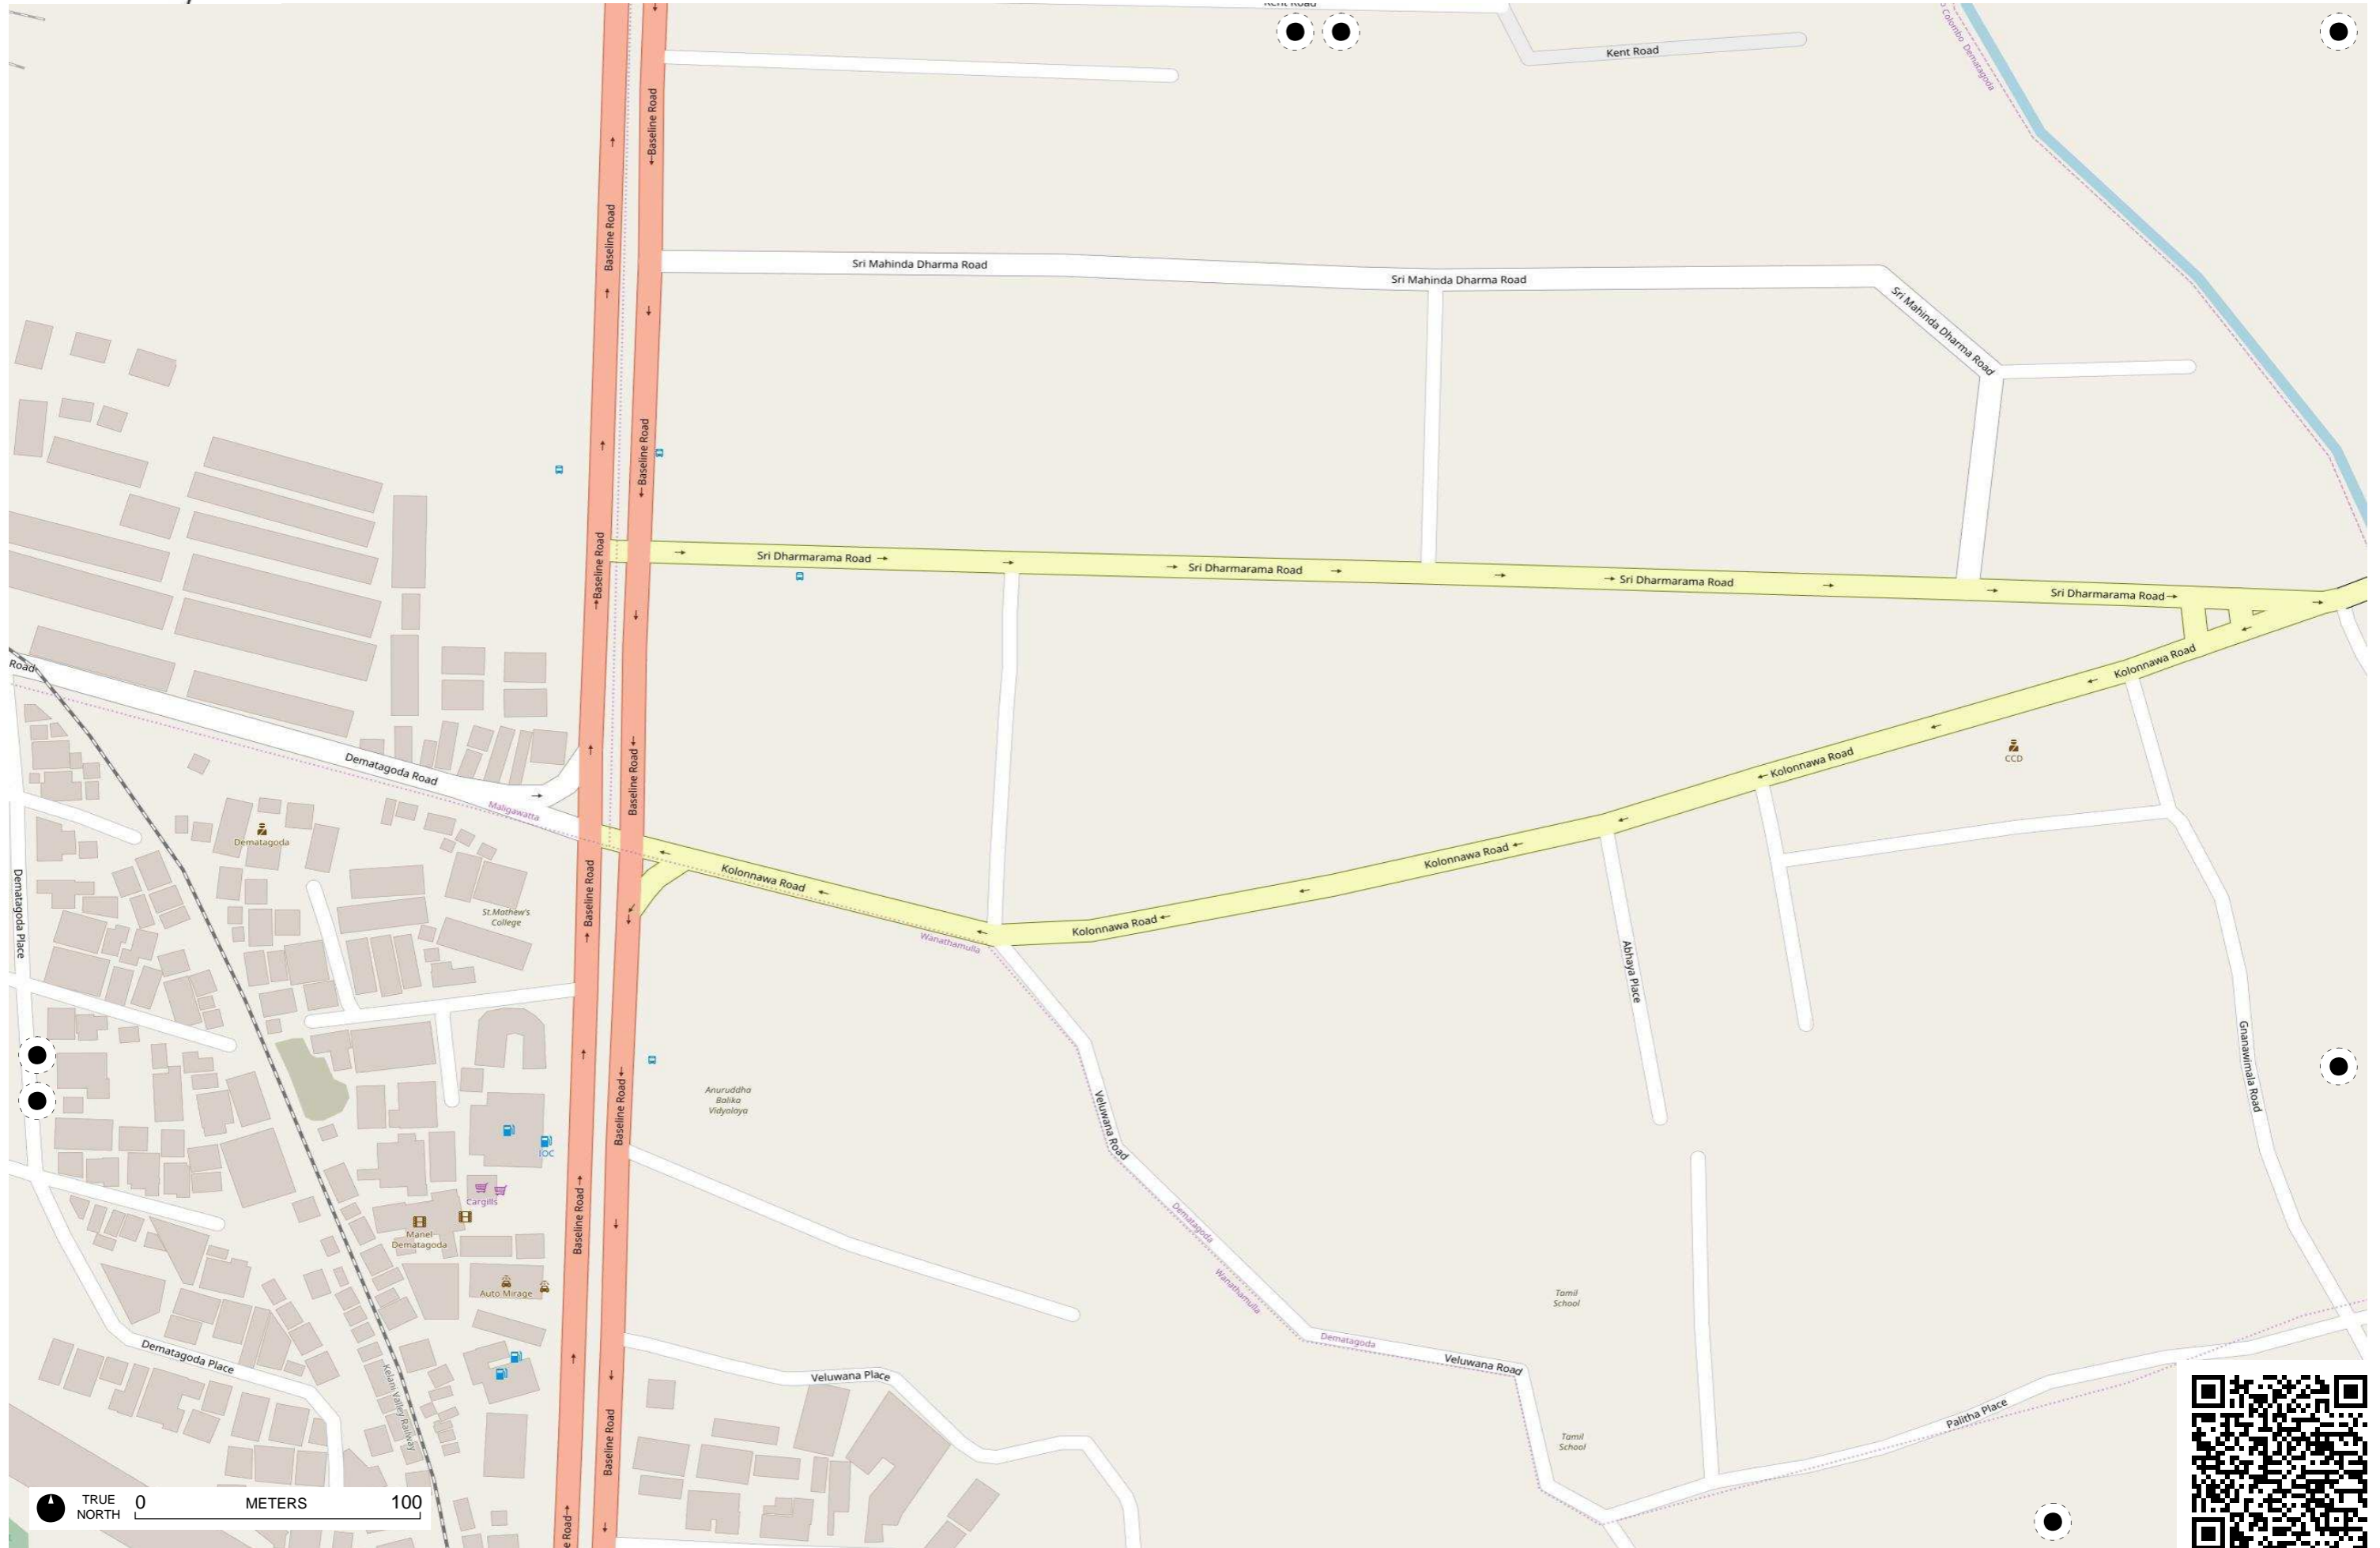 Kent Road
Kent Road
Colombo Dematagoda
Baseline Road
Baseline Road
Sri Mahinda Dharma Road
Sri Mahinda Dharma Road
Sri Mahinda Dharma Road
Baseline Road
Baseline Road
Sri Dharmarama Road
Sri Dharmarama Road
Sri Dharmarama Road
Sri Dharmarama Road
Road
Kolonnawa Road
Dematagoda Road
Baseline Road
Kolonnawa Road
CCD
Maligawatta
Dematagoda
Kolonnawa Road
Kolonnawa Road
Dematagoda Place
Baseline Road
St.Mathew's
College
Kolonnawa Road
Wanathamulla
Abhaya Place
Gnanawimala Road
Anuruddha
Balika
Vidyalaya
Baseline Road
Veluwana Road
IOC
Cargills
Baseline Road
Manel
Dematagoda
Dematagoda
Wanathamulla
Auto Mirage
Tamil
School
Dematagoda
Veluwana Road
Dematagoda Place
Veluwana Place
Kelani Valley Railway
Baseline Road
Palitha Place
Tamil
School
TRUE
NORTH
0 METERS 100
e Road